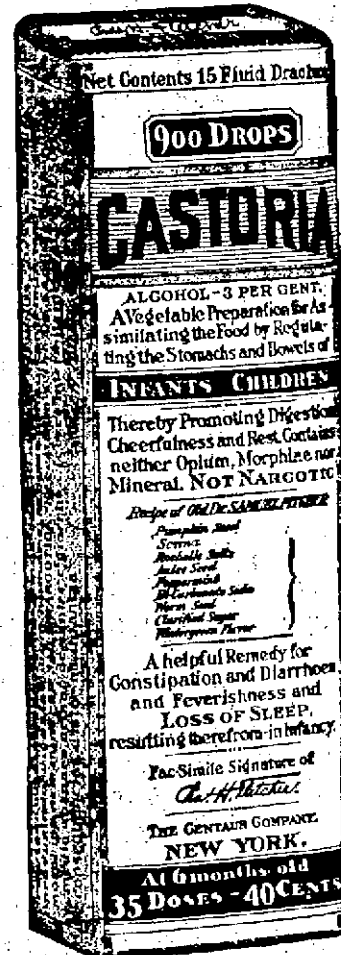 Net Contents 15 Fluid Drachms
900 DROPS
CASTORIA
ALCOHOL-3 PER CENT.
A Vegetable Preparation for As-
similating the Food by Regula-
ting the Stomachs and Bowels of
INFANTS CHILDREN
Thereby Promoting Digestion
Cheerfulness and Rest. Contains
neither Opium, Morphine nor
Mineral. NOT NARCOTIC
Recipe of Old Dr. SAMUEL PITCHER
Pumpkin Seed
Senna
Rochelle Salts
Anise Seed
Peppermint
Bi-Carbonate Soda
Worm Seed
Clarified Sugar
Wintergreen Flavor
A helpful Remedy for
Constipation and Diarrhoea
and Feverishness and
LOSS OF SLEEP,
resulting therefrom-in Infancy.
Fac-Simile Signature of
Chas. H. Fletcher.
THE CENTAUR COMPANY.
NEW YORK.
At 6 months old
35 DOSES - 40 CENTS